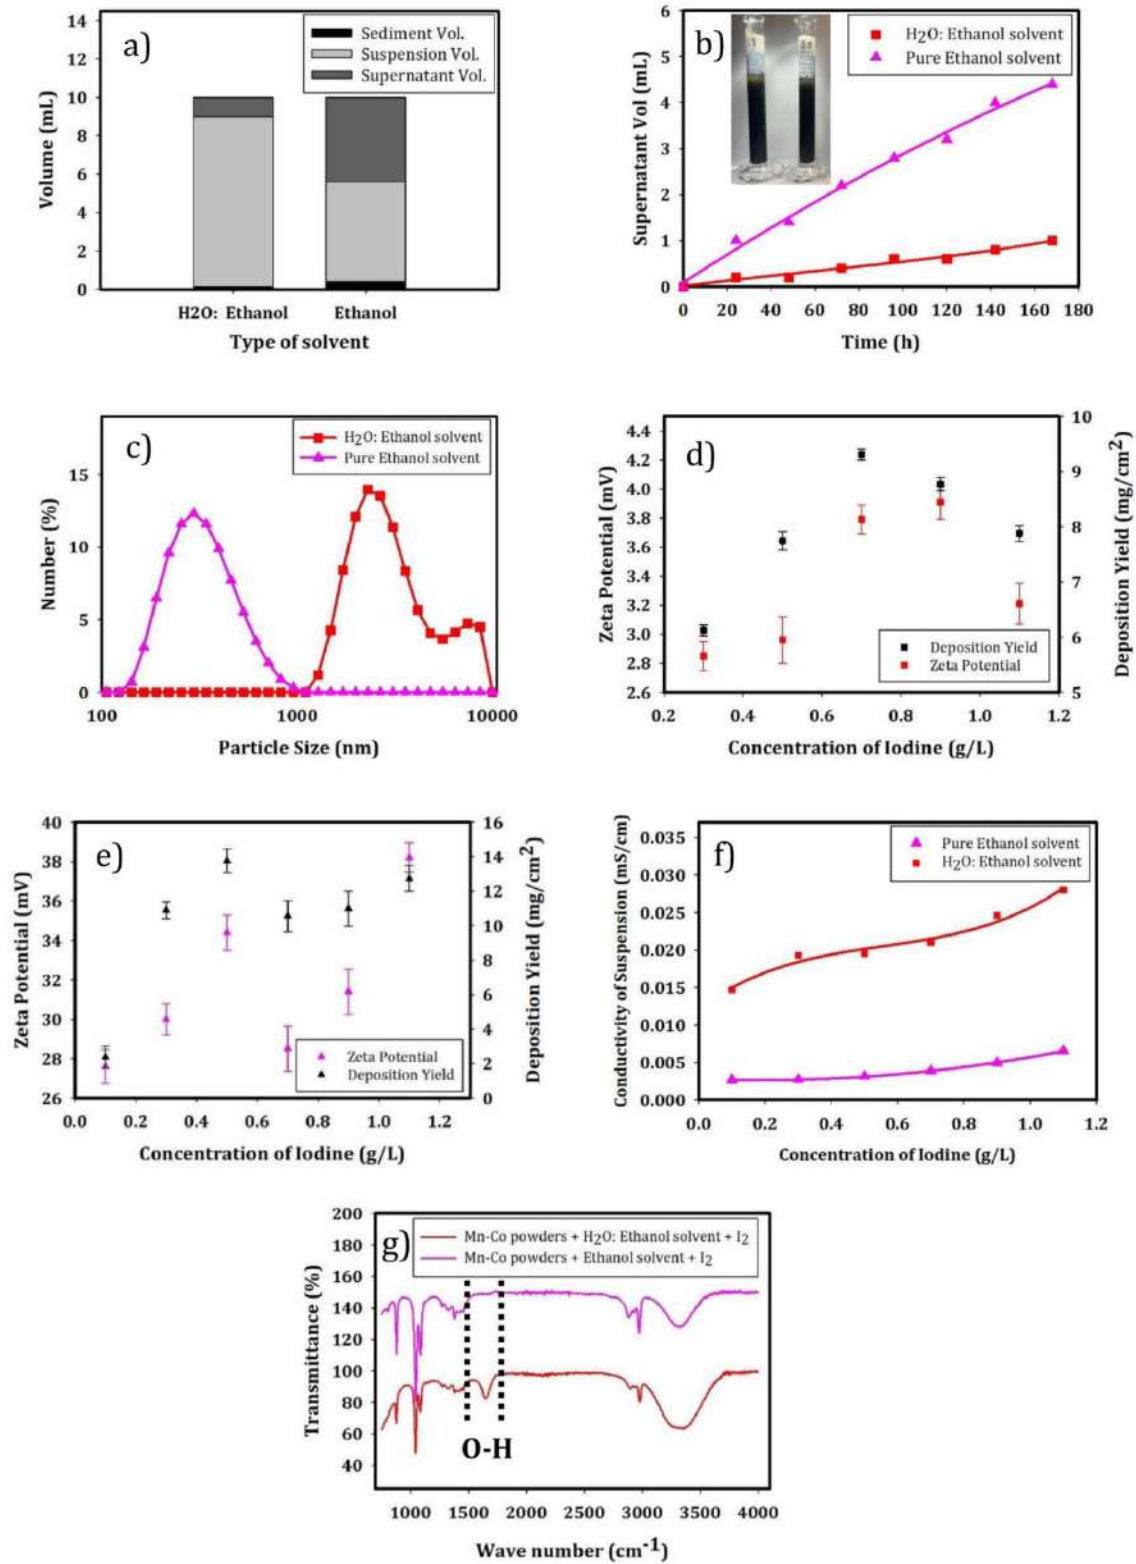 a)
Sediment Vol.
Suspension Vol.
Supernatant Vol.
14
12
10
8
6
4
2
0
Volume (mL)
H2O: Ethanol
Ethanol
Type of solvent
b)
H2O: Ethanol solvent
Pure Ethanol solvent
6
5
4
3
2
1
0
Supernatant Vol (mL)
0 20 40 60 80 100 120 140 160 180
Time (h)
c)
H2O: Ethanol solvent
Pure Ethanol solvent
15
10
5
0
Number (%)
100 1000 10000
Particle Size (nm)
d)
4.4
4.2
4.0
3.8
3.6
3.4
3.2
3.0
2.8
2.6
Zeta Potential (mV)
10
9
8
7
6
5
Deposition Yield (mg/cm2)
Deposition Yield
Zeta Potential
0.2 0.4 0.6 0.8 1.0 1.2
Concentration of Iodine (g/L)
e)
40
38
36
34
32
30
28
26
Zeta Potential (mV)
16
14
12
10
8
6
4
2
0
Deposition Yield (mg/cm2)
Zeta Potential
Deposition Yield
0.0 0.2 0.4 0.6 0.8 1.0 1.2
Concentration of Iodine (g/L)
f)
Pure Ethanol solvent
H2O: Ethanol solvent
0.035
0.030
0.025
0.020
0.015
0.010
0.005
0.000
Conductivity of Suspension (mS/cm)
0.0 0.2 0.4 0.6 0.8 1.0 1.2
Concentration of Iodine (g/L)
g)
Mn-Co powders + H2O: Ethanol solvent + I2
Mn-Co powders + Ethanol solvent + I2
200
180
160
140
120
100
80
60
40
Transmittance (%)
O-H
1000 1500 2000 2500 3000 3500 4000
Wave number (cm-1)